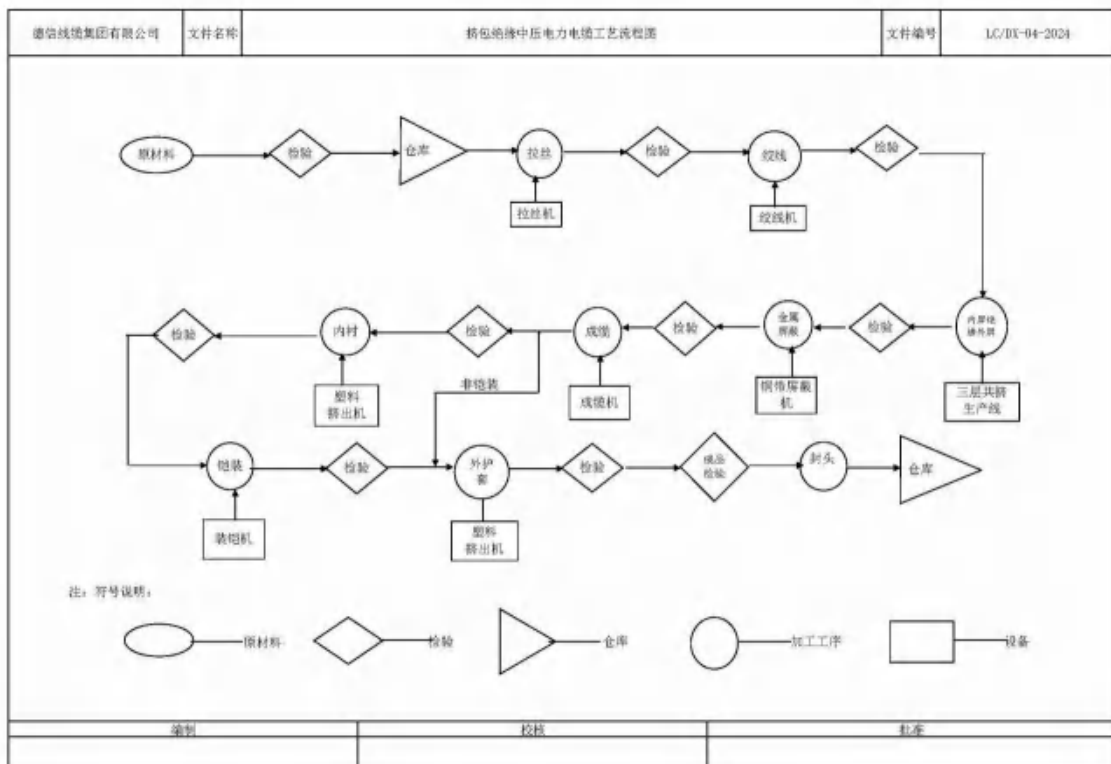 德信线缆集团有限公司 文件名称 挤包绝缘中压电力电缆工艺流程图 文件编号 LC/DX-04-2024
原材料 检验 仓库 拉丝 检验 绞线 检验
拉丝机 绞线机
检验 内衬 检验 成缆 检验 金属
屏蔽 检验 内屏绝
缘外屏
塑料
挤出机 非铠装 成缆机 铜带屏蔽
机 三层共挤
生产线
铠装 检验 外护
套 检验 成品
检验 封头 仓库
装铠机 塑料
挤出机
注：符号说明：
原材料 检验 仓库 加工工序 设备
编制 校核 批准